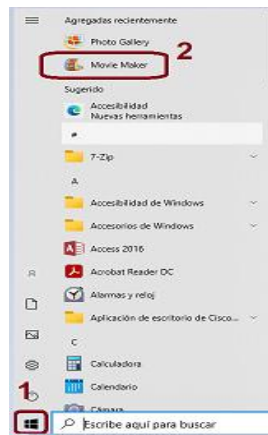 Agregadas recientemente
Photo Gallery
2
Movie Maker
Sugerido
Accesibilidad
Nuevas herramientas
#
7-Zip
A
Accesibilidad de Windows
Accesorios de Windows
Access 2016
Acrobat Reader DC
Alarmas y reloj
Aplicación de escritorio de Cisco...
C
Calculadora
Calendario
Cámara
1
Escribe aquí para buscar